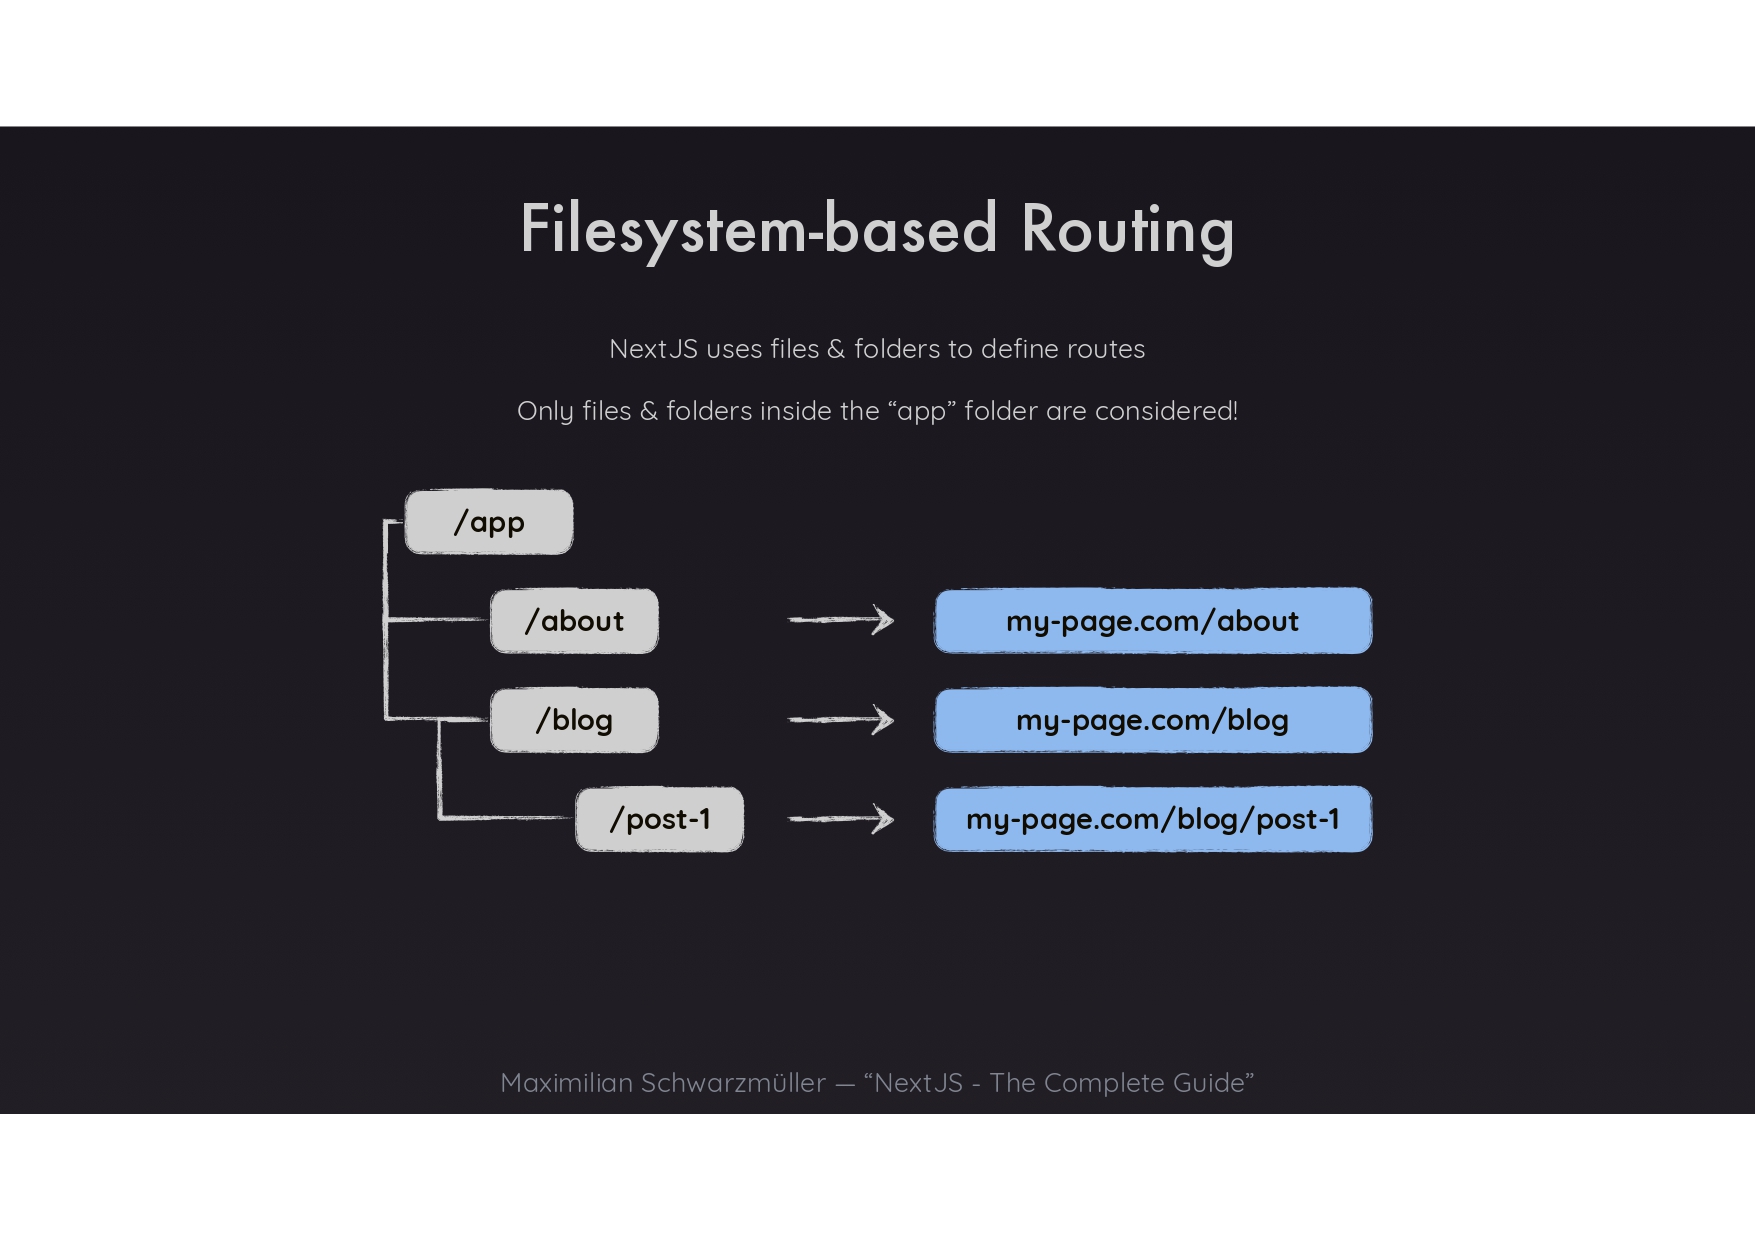 Filesystem-based Routing
NextJS uses files & folders to define routes
Only files & folders inside the “app” folder are considered!
/app
/about
my-page.com/about
/blog
my-page.com/blog
/post-1
my-page.com/blog/post-1
Maximilian Schwarzmüller — “NextJS - The Complete Guide”